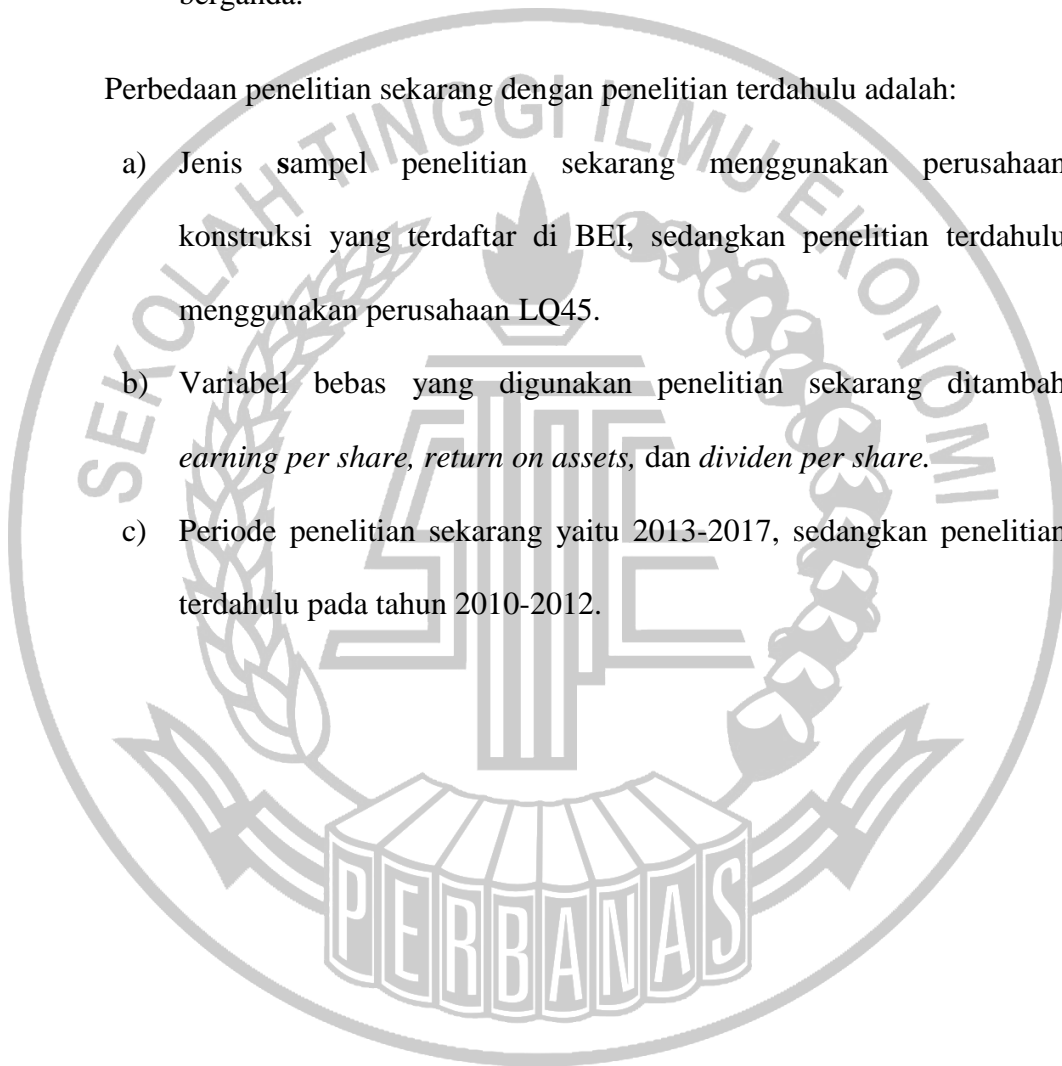 berganda.
Perbedaan penelitian sekarang dengan penelitian terdahulu adalah:
a) Jenis sampel penelitian sekarang menggunakan perusahaan
konstruksi yang terdaftar di BEI, sedangkan penelitian terdahulu
menggunakan perusahaan LQ45.
b) Variabel bebas yang digunakan penelitian sekarang ditambah
earning per share, return on assets, dan dividen per share.
c) Periode penelitian sekarang yaitu 2013-2017, sedangkan penelitian
terdahulu pada tahun 2010-2012.
SEKOLAH TINGGI ILMU EKONOMI
PERBANAS